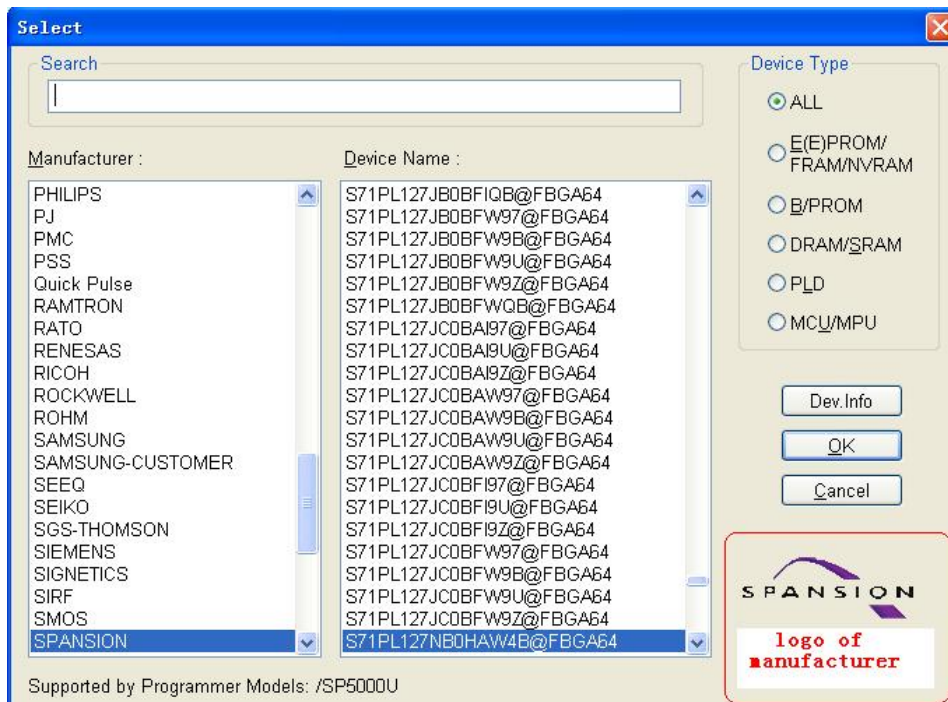 Select
Search
Manufacturer :
PHILIPS
PJ
PMC
PSS
Quick Pulse
RAMTRON
RATO
RENESAS
RICOH
ROCKWELL
ROHM
SAMSUNG
SAMSUNG-CUSTOMER
SEEQ
SEIKO
SGS-THOMSON
SIEMENS
SIGNETICS
SIRF
SMOS
SPANSION
Device Name :
S71PL127JB0BFIQB@FBGA64
S71PL127JB0BFW97@FBGA64
S71PL127JB0BFW9B@FBGA64
S71PL127JB0BFW9U@FBGA64
S71PL127JB0BFW9Z@FBGA64
S71PL127JB0BFWQB@FBGA64
S71PL127JC0BAI97@FBGA64
S71PL127JC0BAI9U@FBGA64
S71PL127JC0BAI9Z@FBGA64
S71PL127JC0BAW97@FBGA64
S71PL127JC0BAW9B@FBGA64
S71PL127JC0BAW9U@FBGA64
S71PL127JC0BAW9Z@FBGA64
S71PL127JC0BFI97@FBGA64
S71PL127JC0BFI9U@FBGA64
S71PL127JC0BFI9Z@FBGA64
S71PL127JC0BFW97@FBGA64
S71PL127JC0BFW9B@FBGA64
S71PL127JC0BFW9U@FBGA64
S71PL127JC0BFW9Z@FBGA64
S71PL127NB0HAW4B@FBGA64
Device Type
ALL
E(E)PROM/
FRAM/NVRAM
B/PROM
DRAM/SRAM
PLD
MCU/MPU
Dev.Info
OK
Cancel
SPANSION
logo of
manufacturer
Supported by Programmer Models: /SP5000U